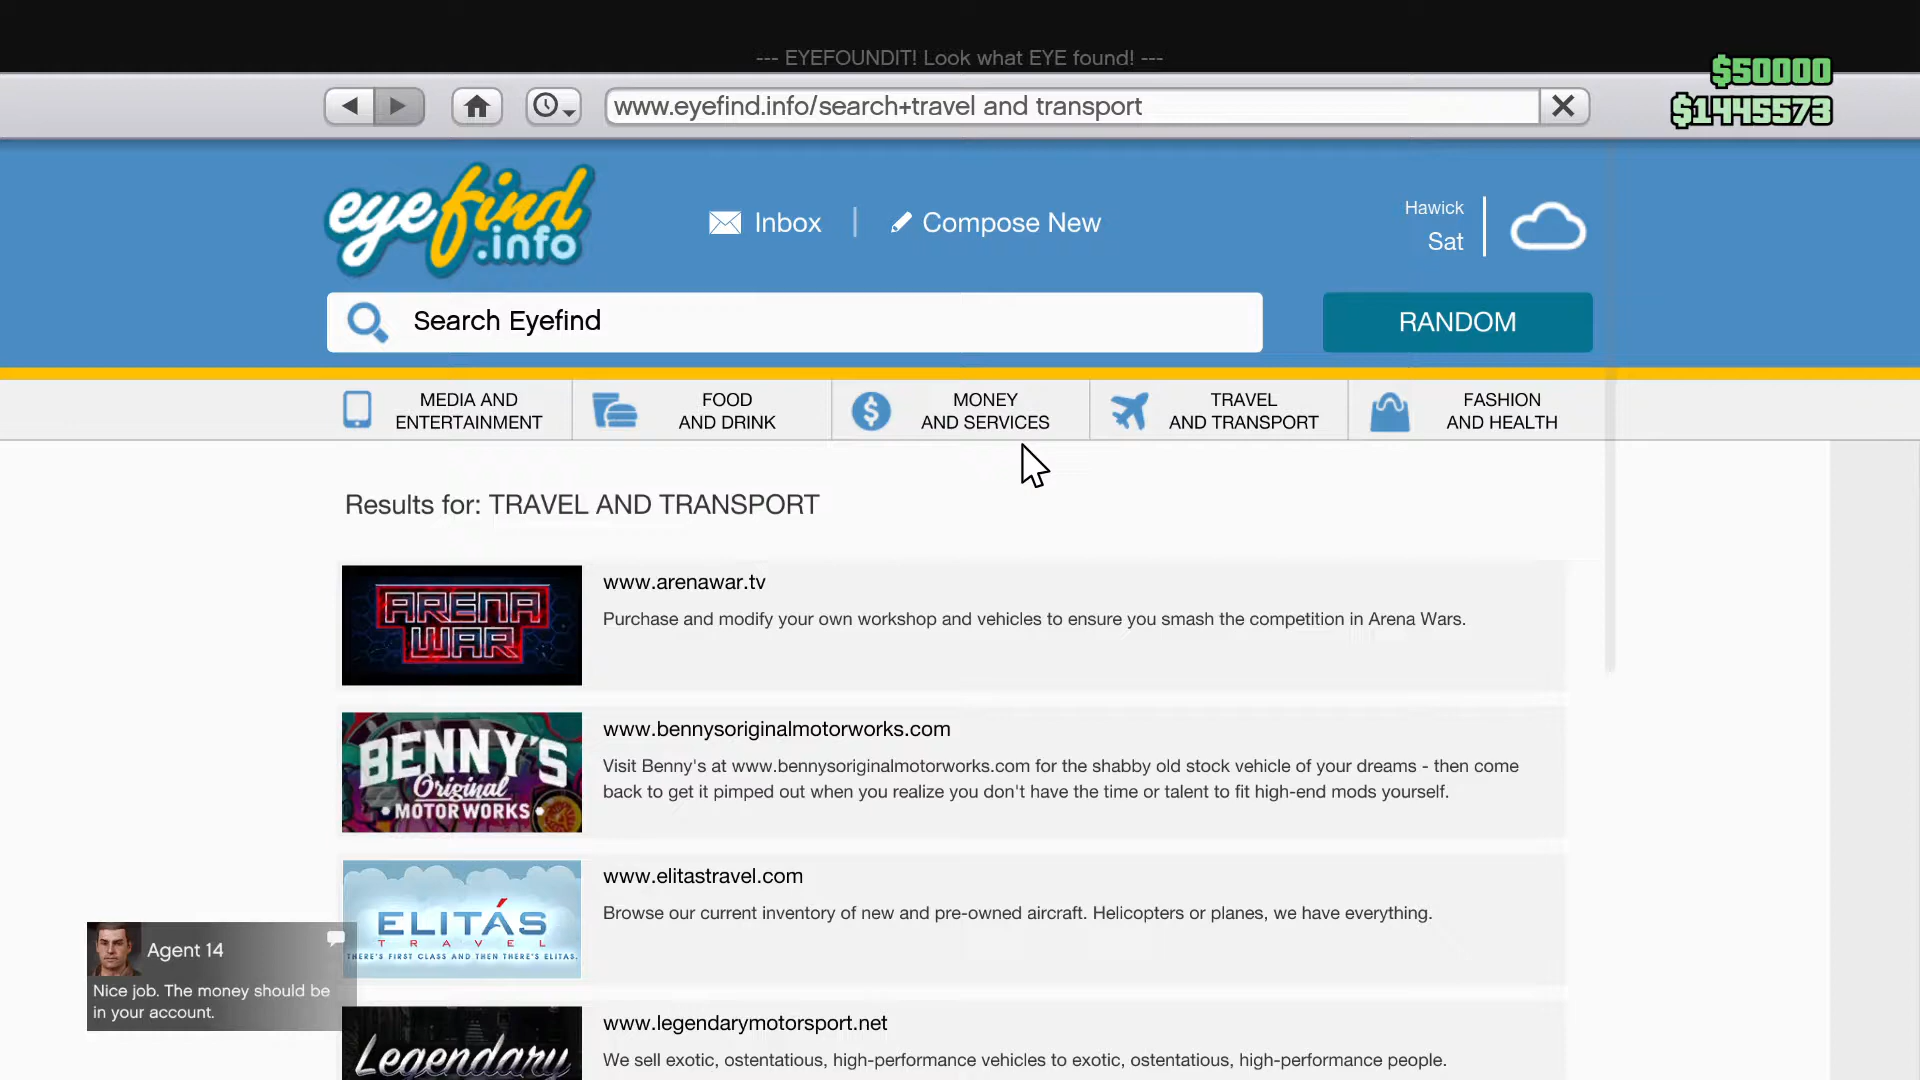 --- EYEFOUNDIT! Look what EYE found! ---
$50000
$1445573
www.eyefind.info/search+travel and transport
eyefind
.info
Inbox
Compose New
Hawick
Sat
Search Eyefind
RANDOM
MEDIA AND
ENTERTAINMENT
FOOD
AND DRINK
MONEY
AND SERVICES
TRAVEL
AND TRANSPORT
FASHION
AND HEALTH
Results for: TRAVEL AND TRANSPORT
ARENA
WAR
www.arenawar.tv
Purchase and modify your own workshop and vehicles to ensure you smash the competition in Arena Wars.
BENNY'S
Original
MOTOR WORKS
www.bennysoriginalmotorworks.com
Visit Benny's at www.bennysoriginalmotorworks.com for the shabby old stock vehicle of your dreams - then come
back to get it pimped out when you realize you don't have the time or talent to fit high-end mods yourself.
ELITÁS
TRAVEL
THERE'S FIRST CLASS AND THEN THERE'S ELITAS.
www.elitastravel.com
Browse our current inventory of new and pre-owned aircraft. Helicopters or planes, we have everything.
Agent 14
Nice job. The money should be
in your account.
Legendary
www.legendarymotorsport.net
We sell exotic, ostentatious, high-performance vehicles to exotic, ostentatious, high-performance people.